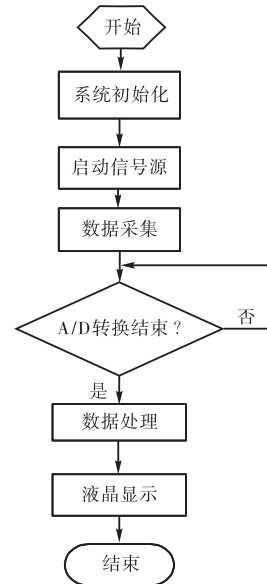 开始
系统初始化
启动信号源
数据采集
A/D转换结束?
否
是
数据处理
液晶显示
结束